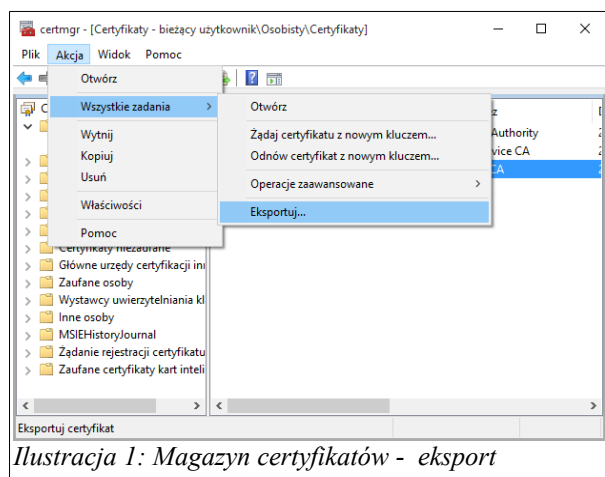 certmgr - [Certyfikaty - bieżący użytkownik\Osobisty\Certyfikaty]
Plik Akcja Widok Pomoc
Otwórz
Wszystkie zadania
Wytnij
Kopiuj
Usuń
Właściwości
Pomoc
Otwórz
Żądaj certyfikatu z nowym kluczem...
Odnów certyfikat z nowym kluczem...
Operacje zaawansowane
Eksportuj...
Authority
vice CA
CA
Certyfikaty niezaufane
Główne urzędy certyfikacji inn
Zaufane osoby
Wystawcy uwierzytelniania kl
Inne osoby
MSIEHistoryJournal
Żądanie rejestracji certyfikatu
Zaufane certyfikaty kart inteli
Eksportuj certyfikat
Ilustracja 1: Magazyn certyfikatów - eksport